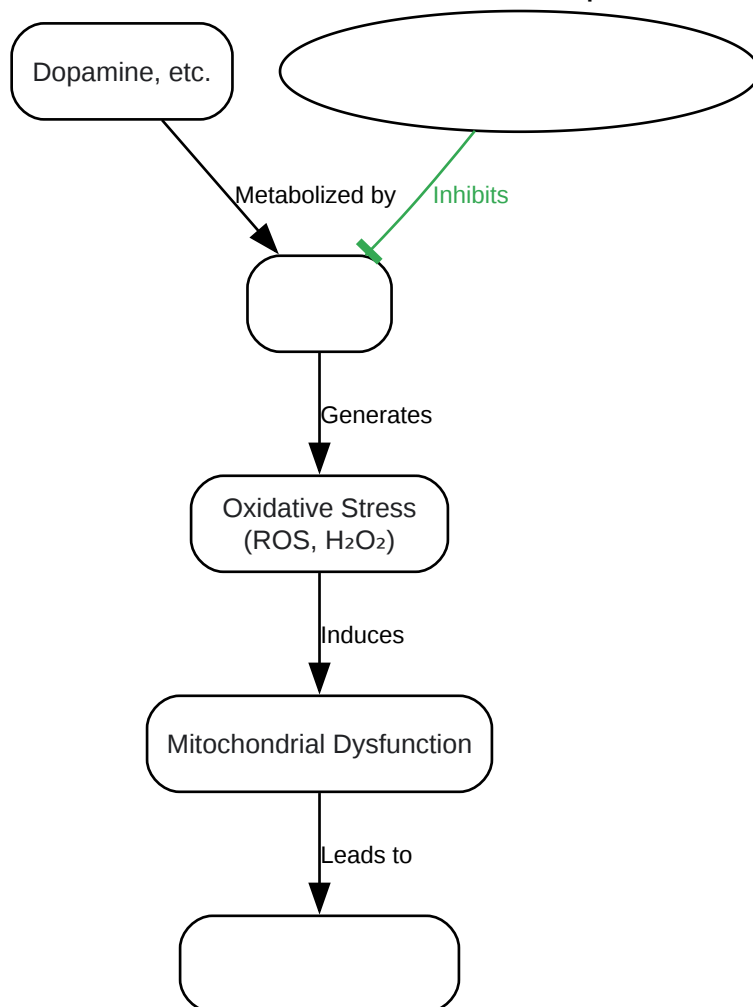 Dopamine, etc.
Metabolized by
Inhibits
Generates
Oxidative Stress
(ROS, H₂O₂)
Induces
Mitochondrial Dysfunction
Leads to